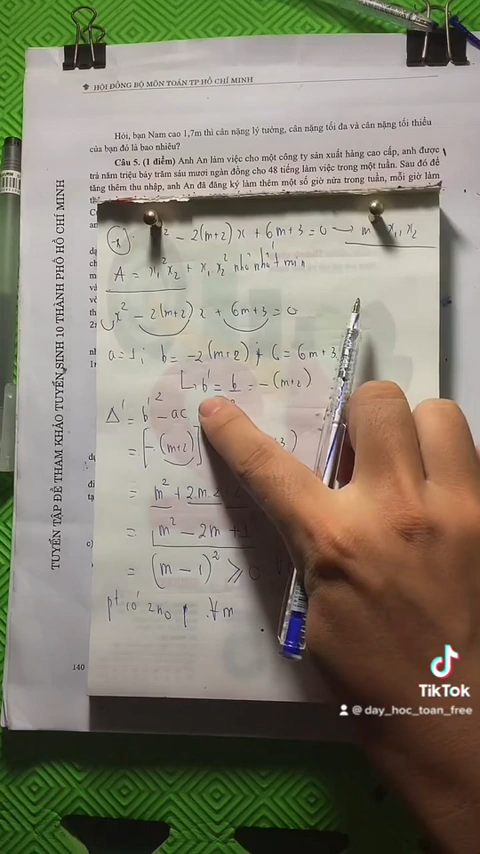 HỘI ĐỒNG BỘ MÔN TOÁN TP HỒ CHÍ MINH
Hỏi, bạn Nam cao 1,7m thì cân nặng lý tưởng, cân nặng tối đa và cân nặng tối thiểu
của bạn đó là bao nhiêu?
Câu 5. (1 điểm) Anh An làm việc cho một công ty sản xuất hàng cao cấp, anh được
trả năm triệu bảy trăm sáu mươi ngàn đồng cho 48 tiếng làm việc trong một tuần. Sau đó để
tăng thêm thu nhập, anh An đã đăng ký làm thêm một số giờ nữa trong tuần, mỗi giờ làm
² - 2(m+2)x + 6m+3 = 0 → m x₁, x₂
A = x₁²x₂ + x₁x₂² nhỏ nhất min
x² - 2(m+2)x + 6m+3 = 0
a=1; b = -2(m+2); C = 6m+3
↳ b' = b = -(m+2)
Δ' = b'² - ac
= [-(m+2)] 3)
= m² + 2m.2
= m² - 2m + 1
= (m - 1)² ≥ 0 ∀
pt có 2no p ∀m
140
TUYỂN TẬP ĐỀ THAM KHẢO TUYỂN SINH 10 THÀNH PHỐ HỒ CHÍ MINH
TikTok
@day_hoc_toan_free